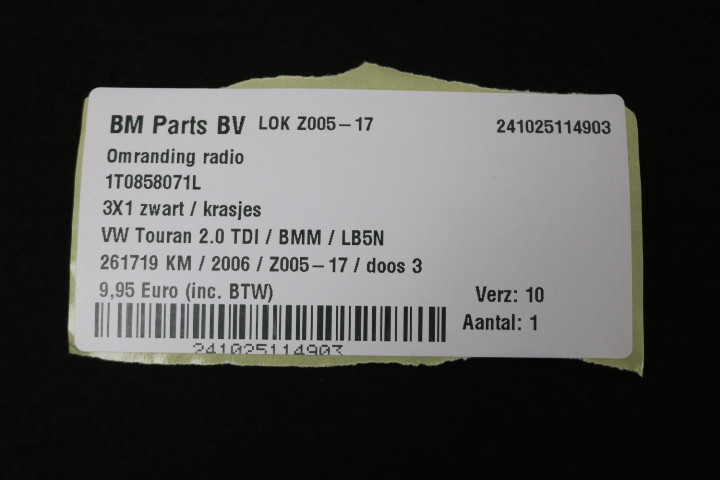 BM Parts BV LOK Z005-17 241025114903
Omranding radio
1T0858071L
3X1 zwart / krasjes
VW Touran 2.0 TDI / BMM / LB5N
261719 KM / 2006 / Z005-17 / doos 3
9,95 Euro (inc. BTW) Verz: 10
Aantal: 1
241025114903